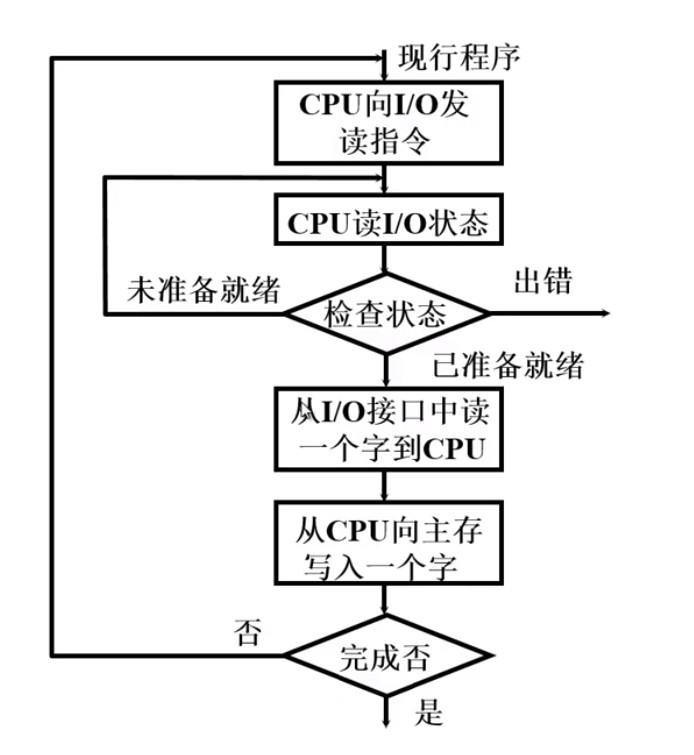 现行程序
CPU向I/O发
读指令
CPU读I/O状态
未准备就绪
检查状态
出错
已准备就绪
从I/O接口中读
一个字到CPU
从CPU向主存
写入一个字
否
完成否
是